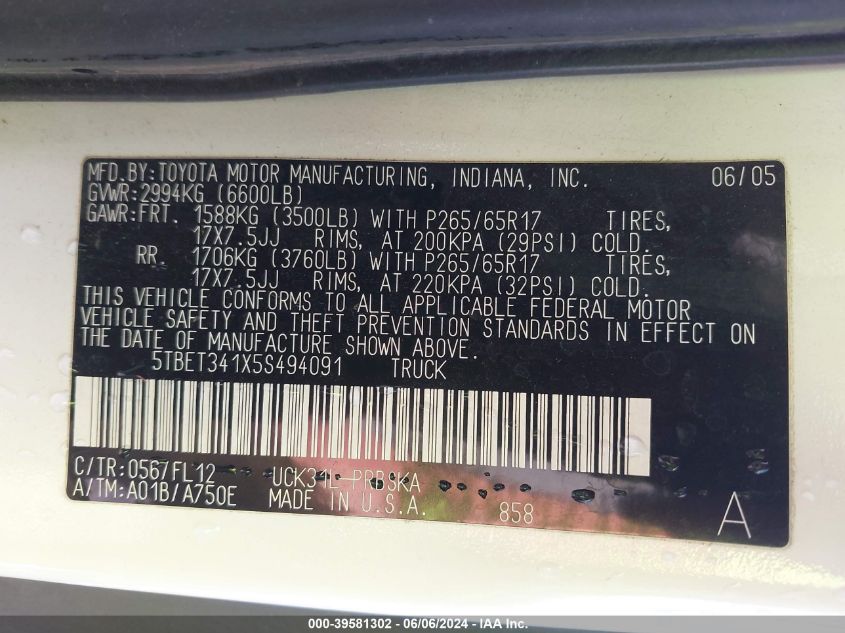 MFD.BY:TOYOTA MOTOR MANUFACTURING, INDIANA, INC. 06/05
GVWR:2994KG (6600LB)
GAWR:FRT. 1588KG (3500LB) WITH P265/65R17 TIRES,
17X7.5JJ RIMS, AT 200KPA (29PSI) COLD.
RR. 1706KG (3760LB) WITH P265/65R17 TIRES,
17X7.5JJ RIMS, AT 220KPA (32PSI) COLD.
THIS VEHICLE CONFORMS TO ALL APPLICABLE FEDERAL MOTOR
VEHICLE SAFETY AND THEFT PREVENTION STANDARDS IN EFFECT ON
THE DATE OF MANUFACTURE SHOWN ABOVE.
5TBET341X5S494091 TRUCK
C/TR:056/FL12 UCK31L-PRBSKA
A/TM:A01B/A750E MADE IN U.S.A. 858 A
000-39581302 - 06/06/2024 - IAA Inc.